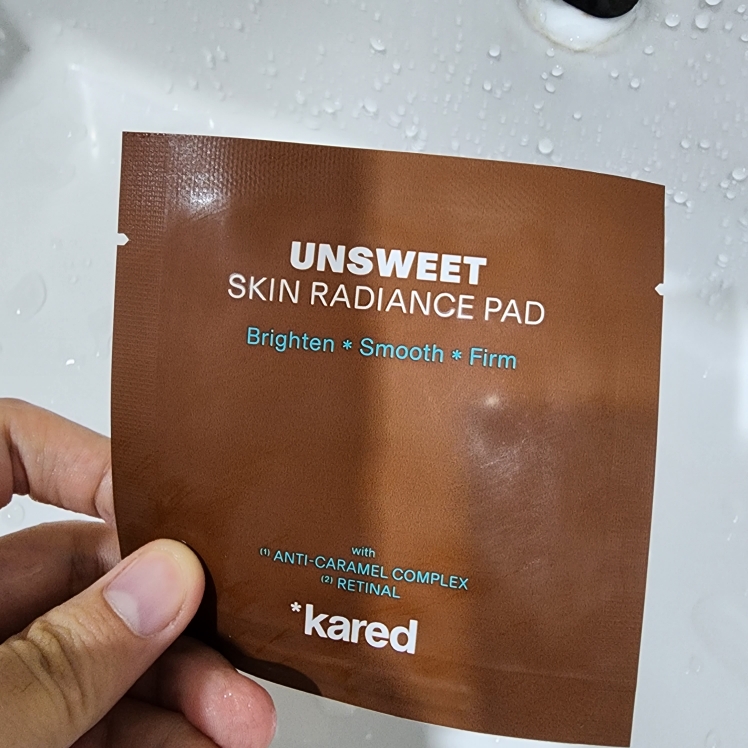 UNSWEET
SKIN RADIANCE PAD
Brighten * Smooth * Firm
with
(1) ANTI-CARAMEL COMPLEX
(2) RETINAL
*kared